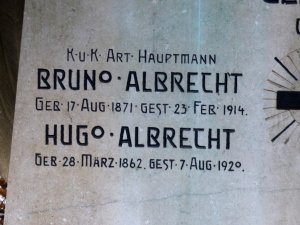 K.u.K. ART. HAUPTMANN
BRUNO · ALBRECHT
GEB. 17. AUG. 1871. GEST. 23. FEB. 1914.
HUGO · ALBRECHT
GEB. 28. MÄRZ 1862. GEST. 7. AUG. 1920.